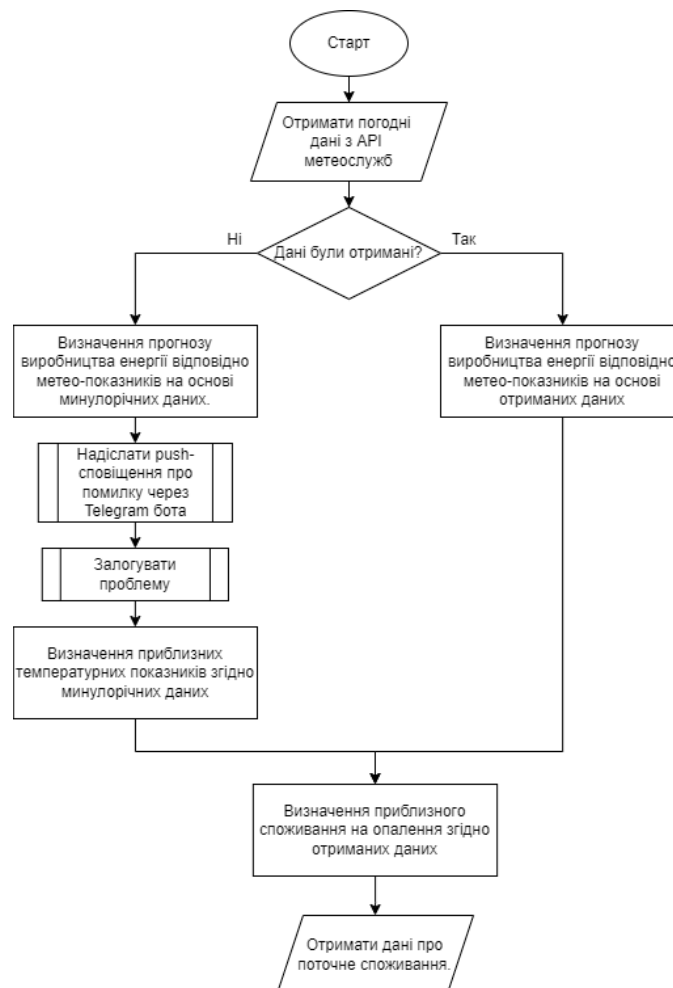 Старт
Отримати погодні
дані з API
метеослужб
Дані були отримані?
Ні
Так
Визначення прогнозу
виробництва енергії відповідно
метео-показників на основі
минулорічних даних.
Визначення прогнозу
виробництва енергії відповідно
метео-показників на основі
отриманих даних
Надіслати push-
сповіщення про
помилку через
Telegram бота
Залогувати
проблему
Визначення приблизних
температурних показників згідно
минулорічних даних
Визначення приблизного
споживання на опалення згідно
отриманих даних
Отримати дані про
поточне споживання.